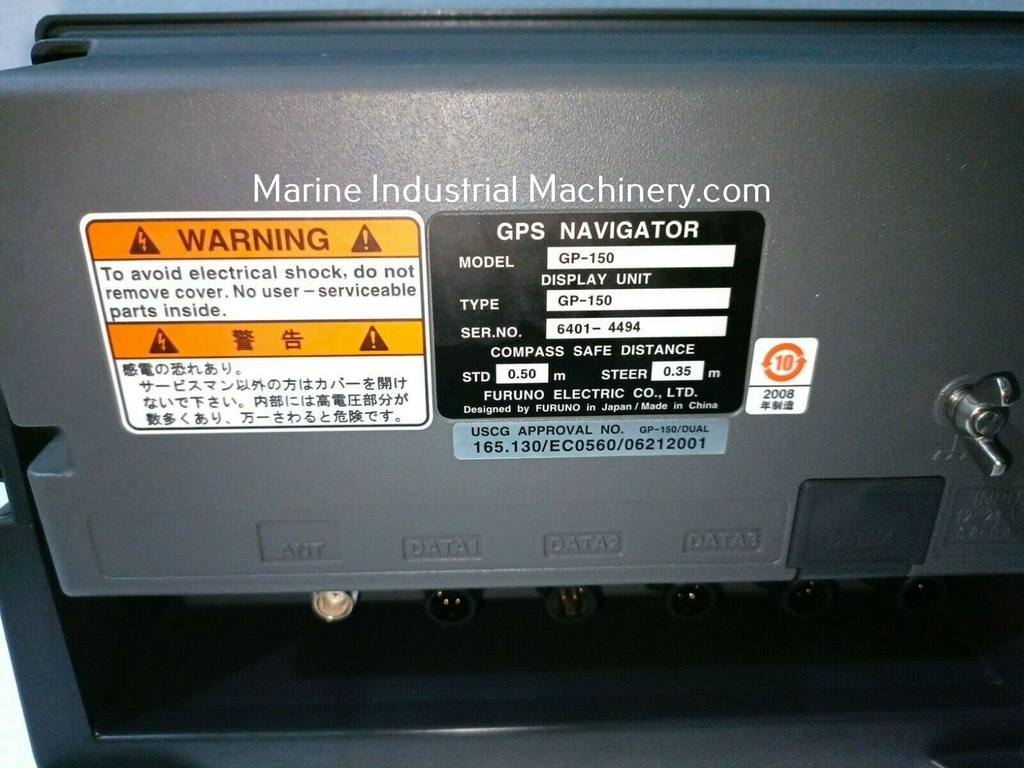 Marine Industrial Machinery.com
WARNING
To avoid electrical shock, do not
remove cover. No user-serviceable
parts inside.
警告
感電の恐れあり。
サービスマン以外の方はカバーを開け
ないで下さい。内部には高電圧部分が
数多くあり、万一さわると危険です。
GPS NAVIGATOR
MODEL GP-150
DISPLAY UNIT
TYPE GP-150
SER.NO. 6401-4494
COMPASS SAFE DISTANCE
STD 0.50 m STEER 0.35 m
FURUNO ELECTRIC CO., LTD.
Designed by FURUNO in Japan/Made in China
USCG APPROVAL NO. GP-150/DUAL
165.130/EC0560/06212001
10
2008
年制造
ANT
DATA1
DATA2
DATA3
DATA4